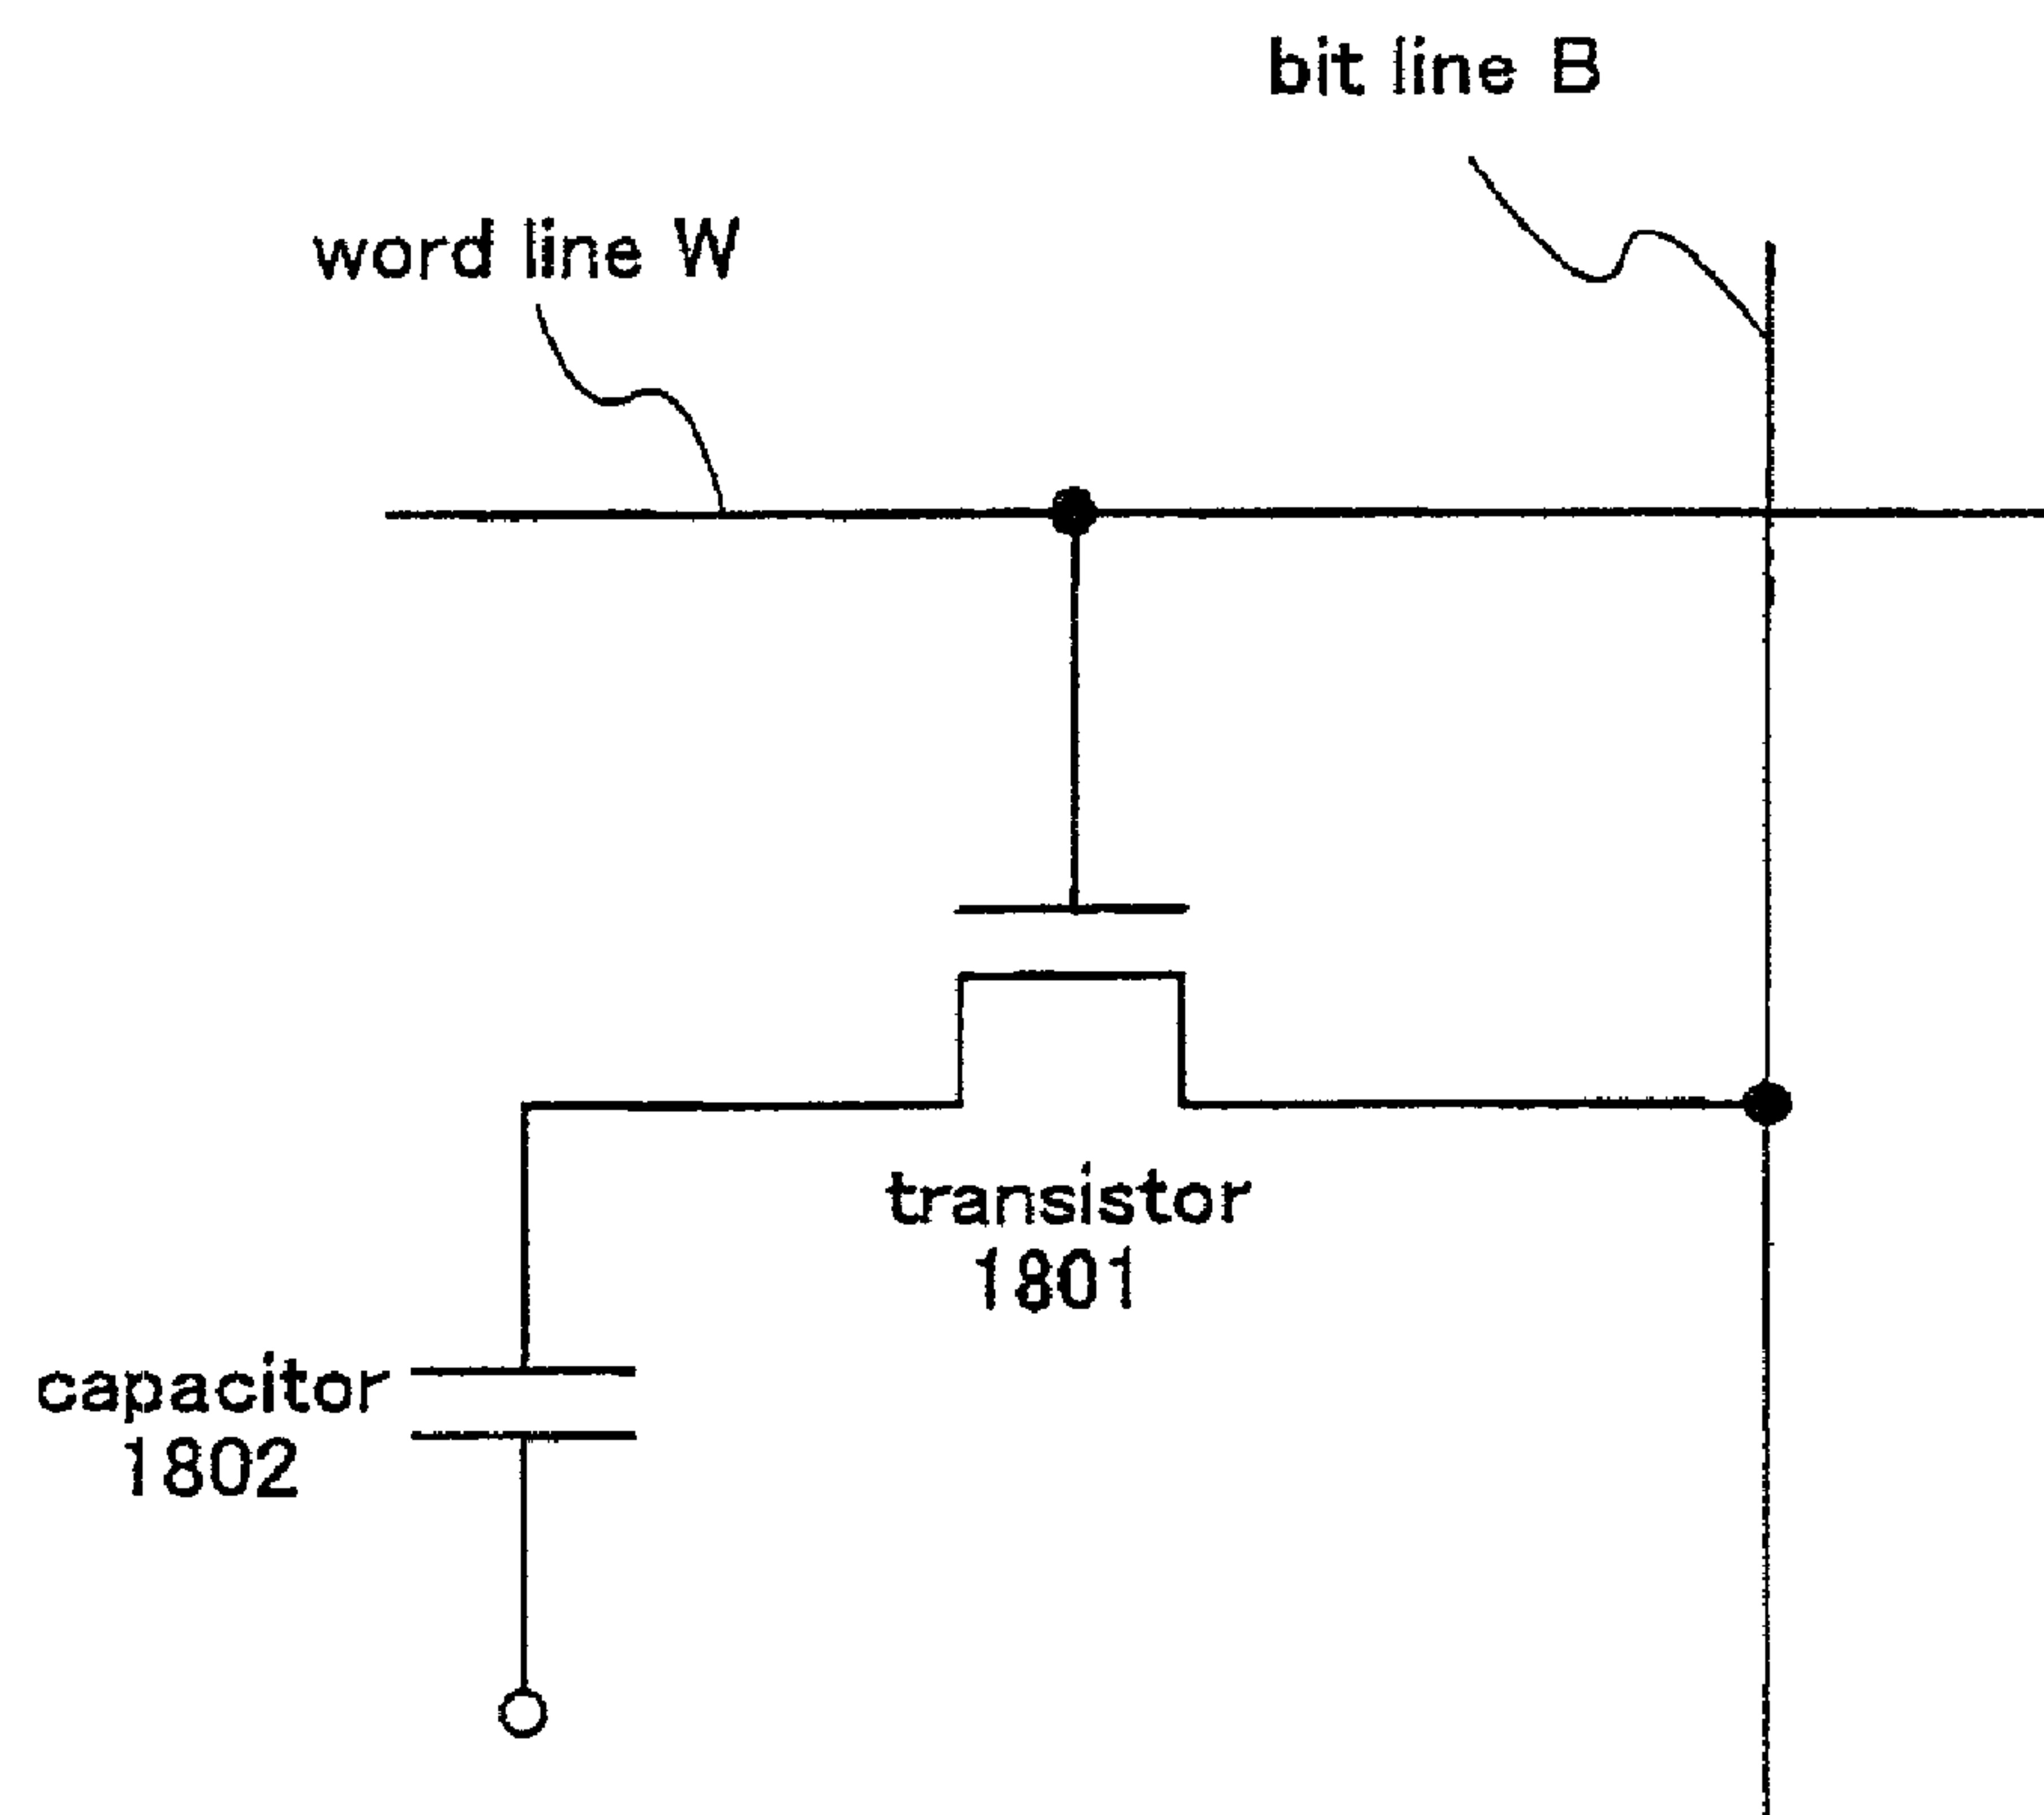 bit line B
word line W
transistor
1801
capacitor
1802